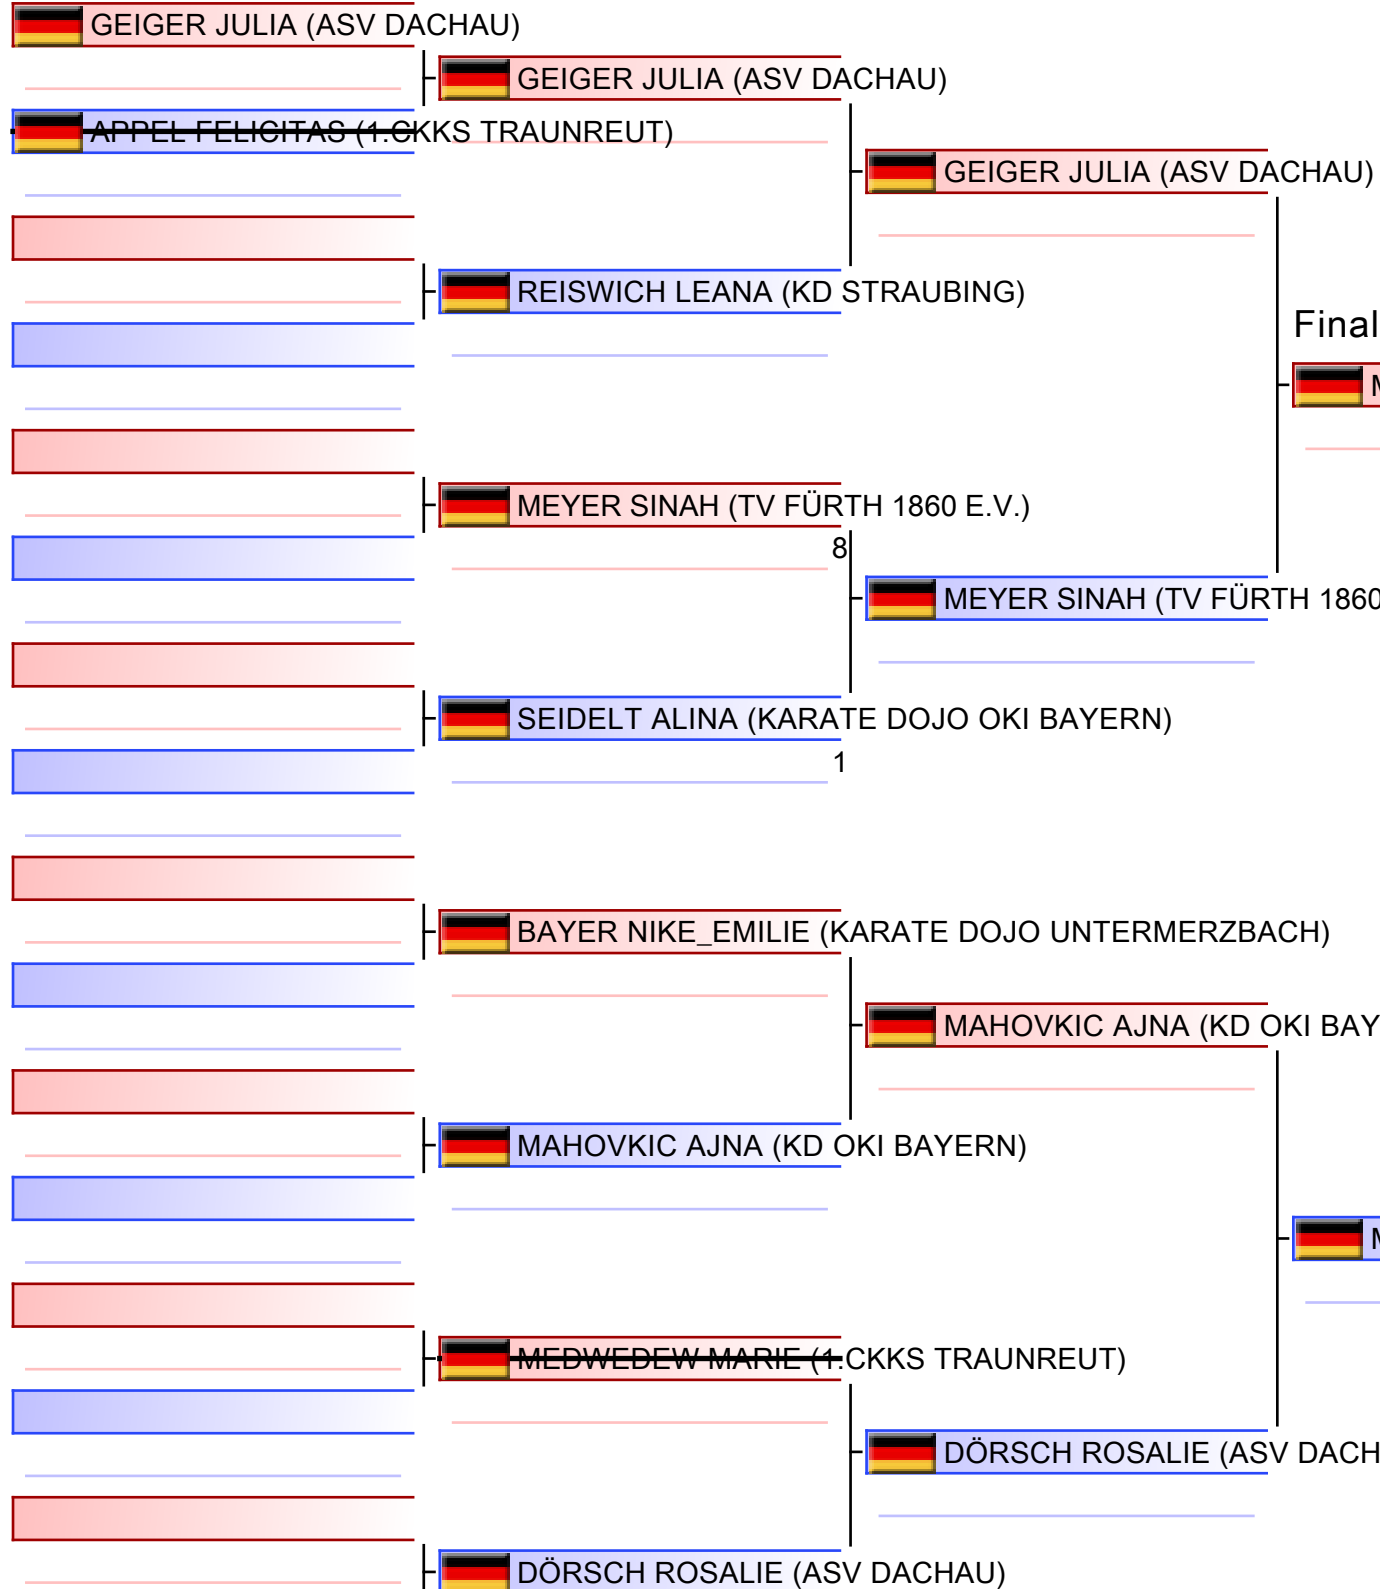 GEIGER JULIA (ASV DACHAU)
GEIGER JULIA (ASV DACHAU)
APPEL FELICITAS (1.CKKS TRAUNREUT)
GEIGER JULIA (ASV DACHAU)
REISWICH LEANA (KD STRAUBING)
Final
MEYER SINAH (TV FÜRTH 1860 E.V.)
8
MEYER SINAH (TV FÜRTH 1860
SEIDELT ALINA (KARATE DOJO OKI BAYERN)
1
BAYER NIKE_EMILIE (KARATE DOJO UNTERMERZBACH)
MAHOVKIC AJNA (KD OKI BAY
MAHOVKIC AJNA (KD OKI BAYERN)
MEDWEDEW MARIE (1.CKKS TRAUNREUT)
DÖRSCH ROSALIE (ASV DACH
DÖRSCH ROSALIE (ASV DACHAU)